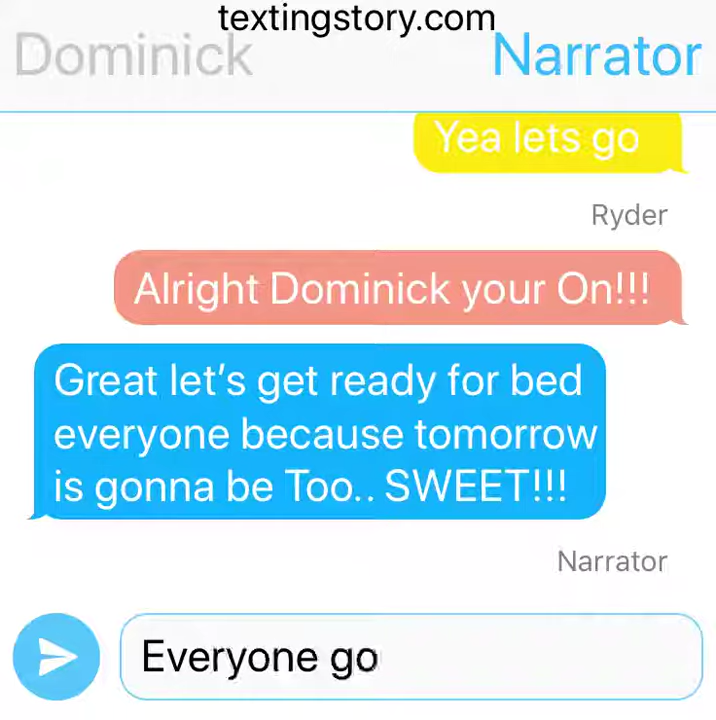 textingstory.com
Dominick
Narrator
Yea lets go
Ryder
Alright Dominick your On!!!
Great let’s get ready for bed
everyone because tomorrow
is gonna be Too.. SWEET!!!
Narrator
Everyone go